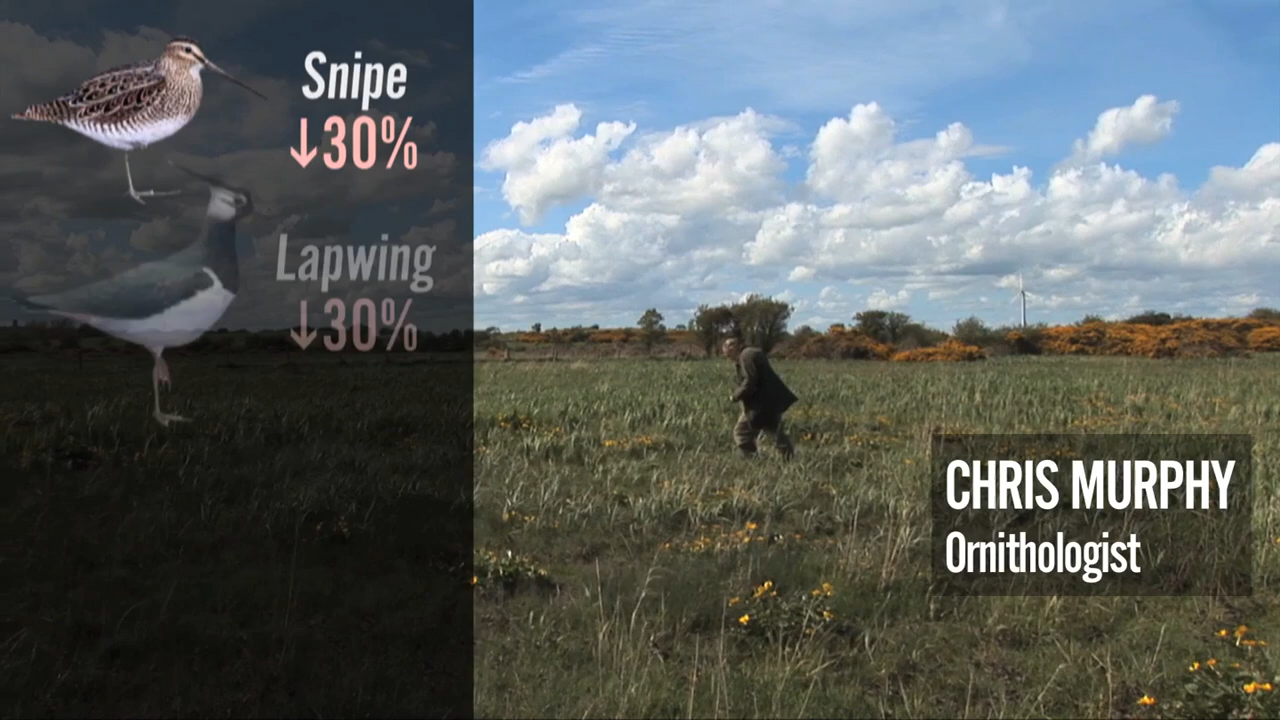 Snipe
↓30%
Lapwing
↓30%
CHRIS MURPHY
Ornithologist